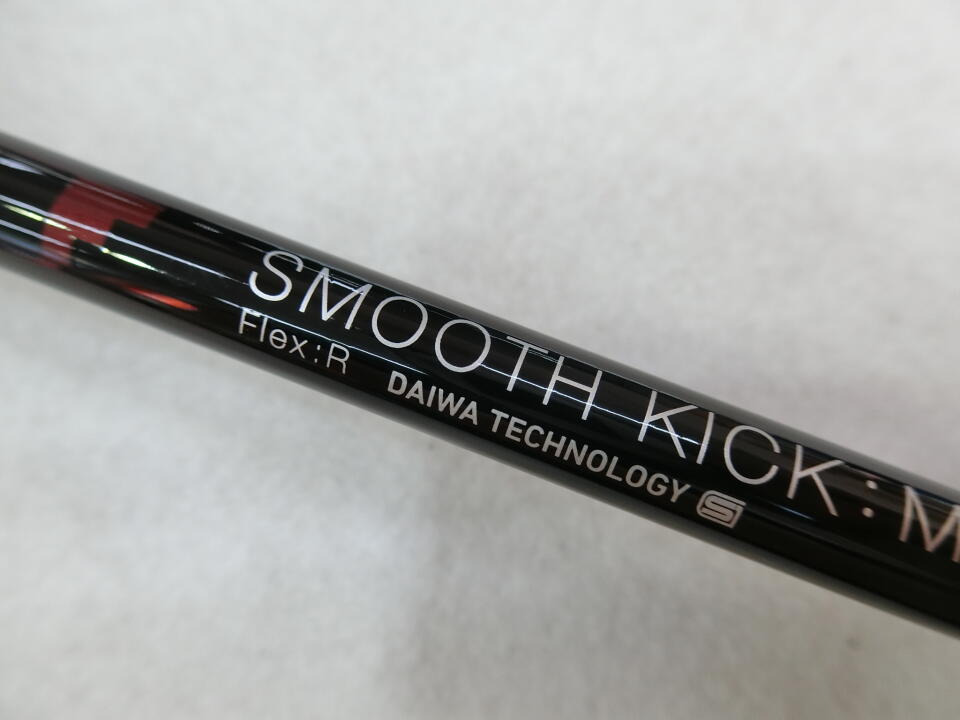 SMOOTH KICK : M
Flex:R
DAIWA TECHNOLOGY S